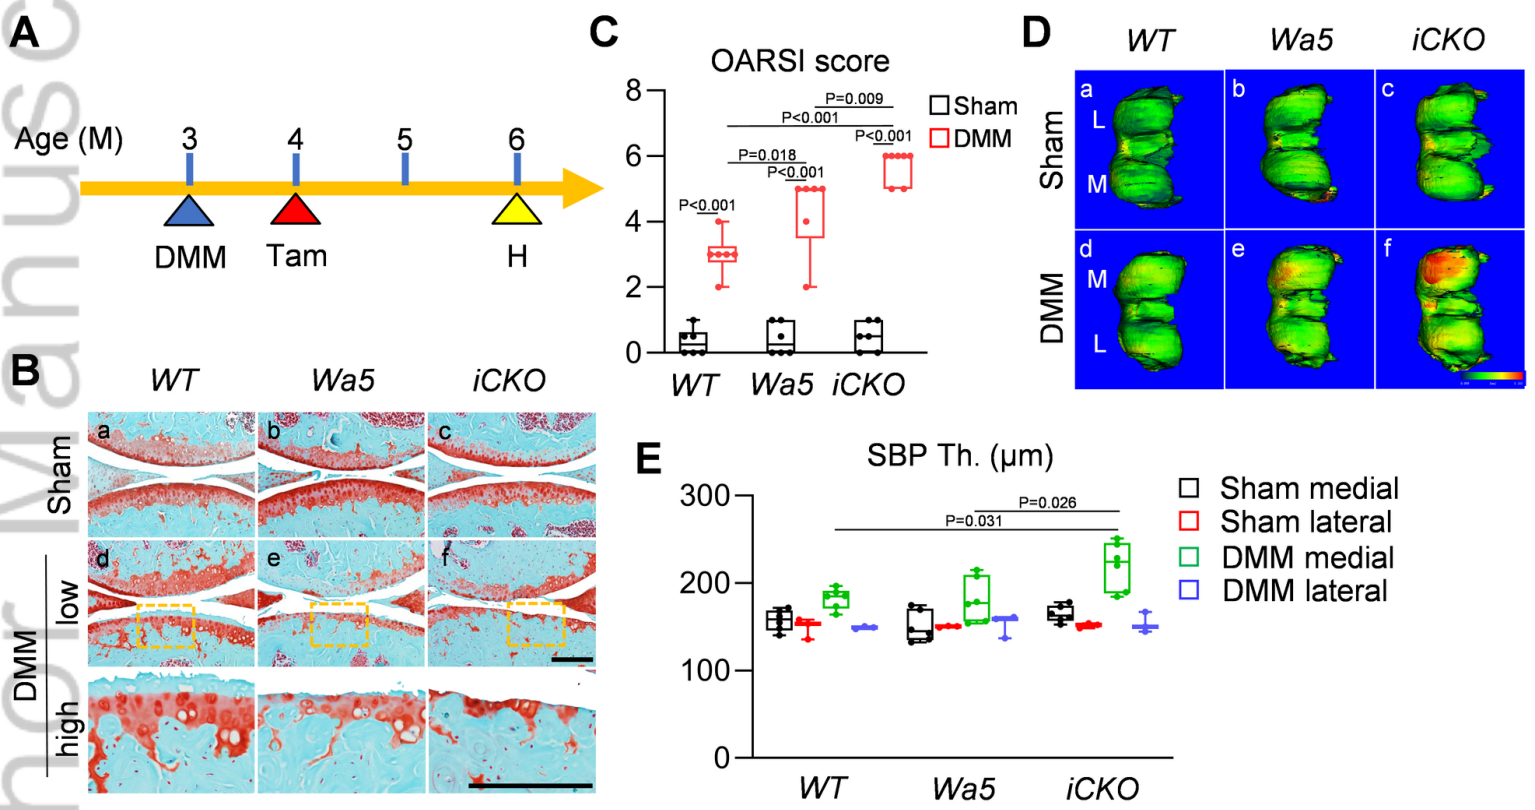 A
Age (M)
3
4
5
6
DMM
Tam
H
B
WT
Wa5
iCKO
Sham
a
b
c
DMM
low
d
e
f
high
C
OARSI score
8
6
4
2
0
P=0.009
P<0.001
P<0.001
P=0.018
P<0.001
P<0.001
Sham
DMM
WT
Wa5
iCKO
D
WT
Wa5
iCKO
Sham
a
b
c
L
M
DMM
d
e
f
M
L
E
SBP Th. (µm)
300
200
100
0
P=0.026
P=0.031
Sham medial
Sham lateral
DMM medial
DMM lateral
WT
Wa5
iCKO